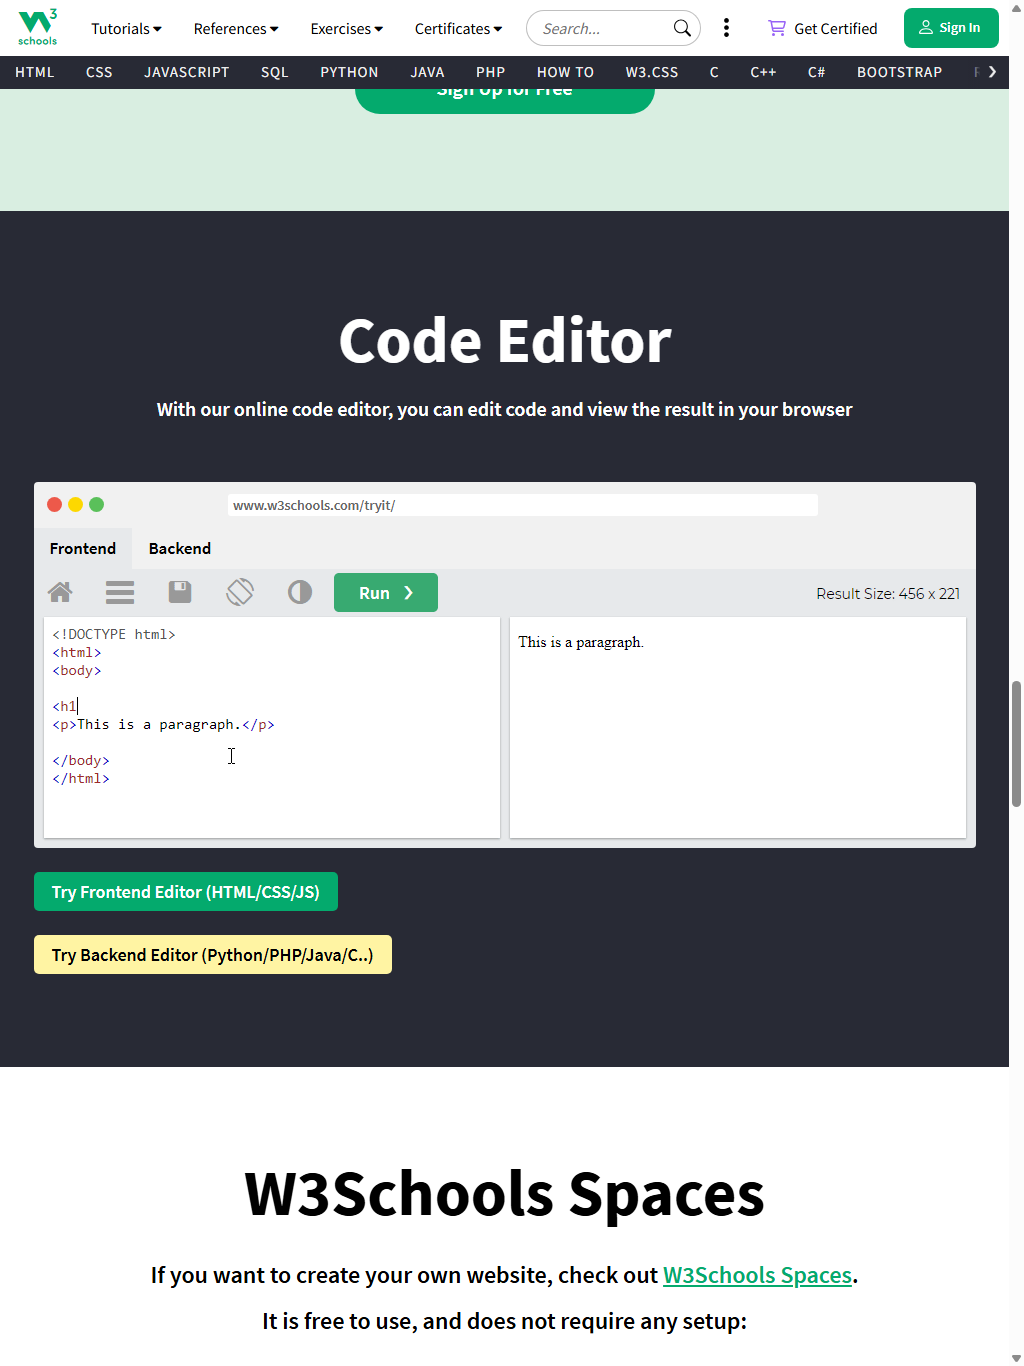 3
schools
Tutorials
References
Exercises
Certificates
Search...
Get Certified
Sign In
HTML CSS JAVASCRIPT SQL PYTHON JAVA PHP HOW TO W3.CSS C C++ C# BOOTSTRAP
Sign Up for Free
Code Editor
With our online code editor, you can edit code and view the result in your browser
www.w3schools.com/tryit/
Frontend
Backend
Run ❯
Result Size: 456 x 221
<!DOCTYPE html>
<html>
<body>
<h1
<p>This is a paragraph.</p>
</body>
</html>
This is a paragraph.
Try Frontend Editor (HTML/CSS/JS)
Try Backend Editor (Python/PHP/Java/C..)
W3Schools Spaces
If you want to create your own website, check out W3Schools Spaces.
It is free to use, and does not require any setup: